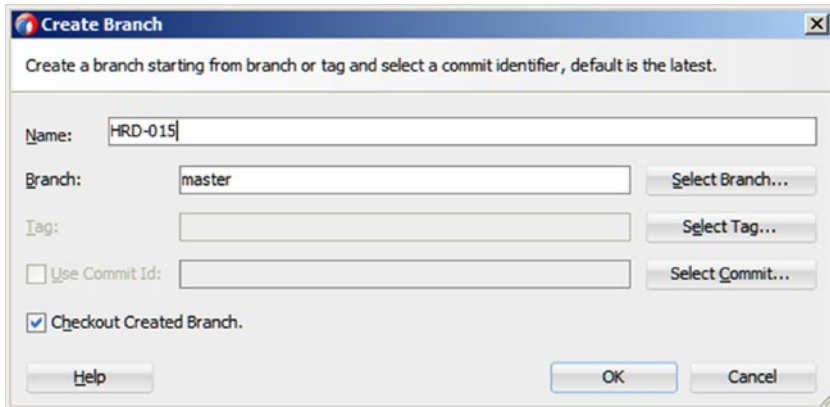 Create Branch
Create a branch starting from branch or tag and select a commit identifier, default is the latest.
Name: HRD-015
Branch: master Select Branch...
Tag: Select Tag...
Use Commit Id: Select Commit...
Checkout Created Branch.
Help OK Cancel